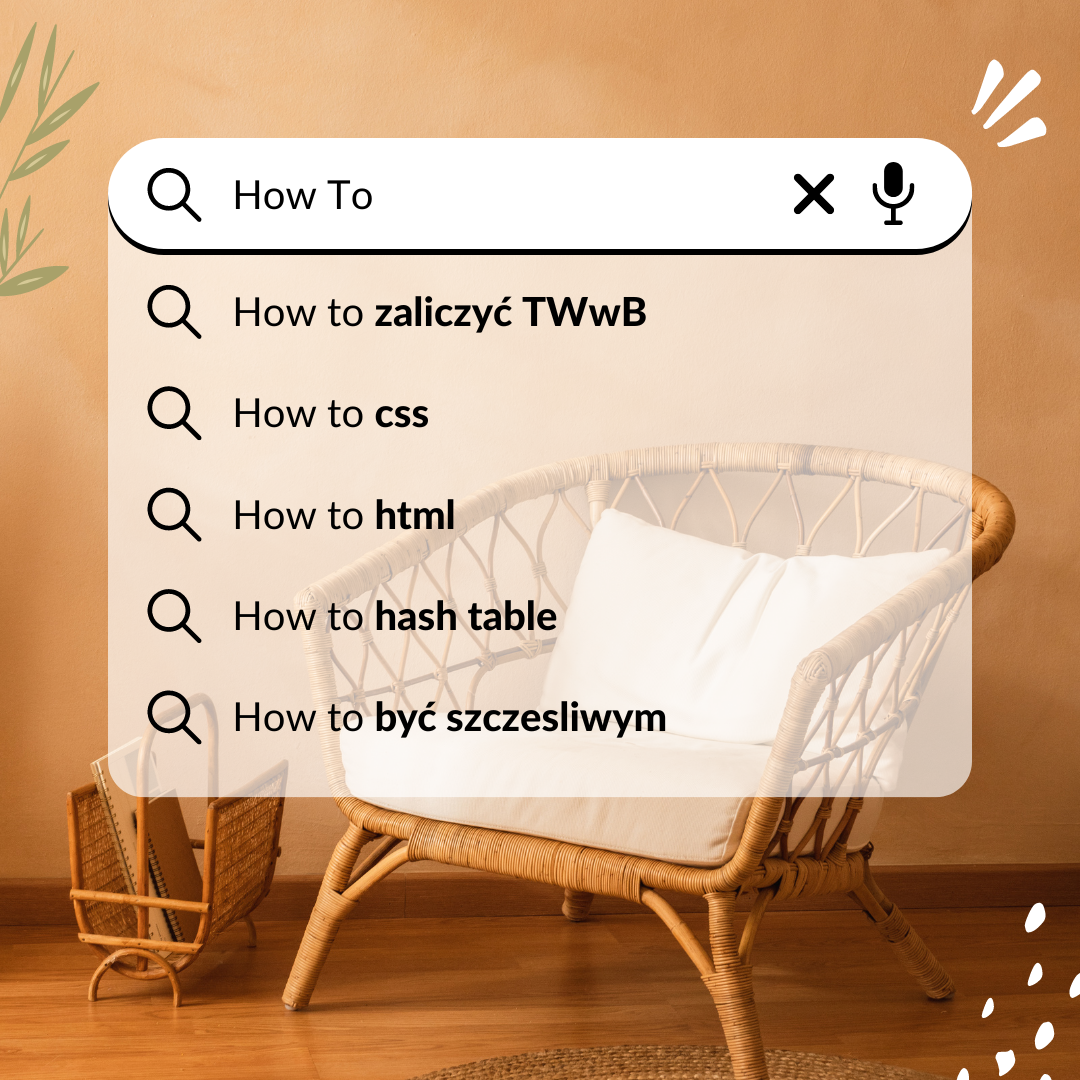 How To
How to zaliczyć TWwB
How to css
How to html
How to hash table
How to być szczesliwym